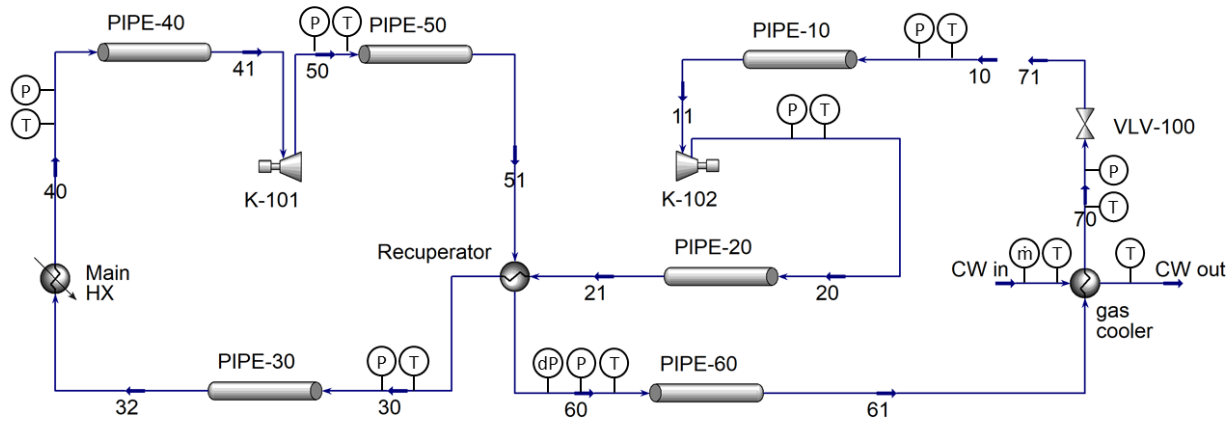 PIPE-40
P
T
PIPE-50
PIPE-10
P
T
41
50
10
71
P
T
11
P
T
VLV-100
K-101
K-102
P
40
51
70
T
Recuperator
PIPE-20
ṁ
T
T
Main
HX
CW in
CW out
21
20
gas
cooler
PIPE-30
P
T
dP
P
T
PIPE-60
32
30
60
61